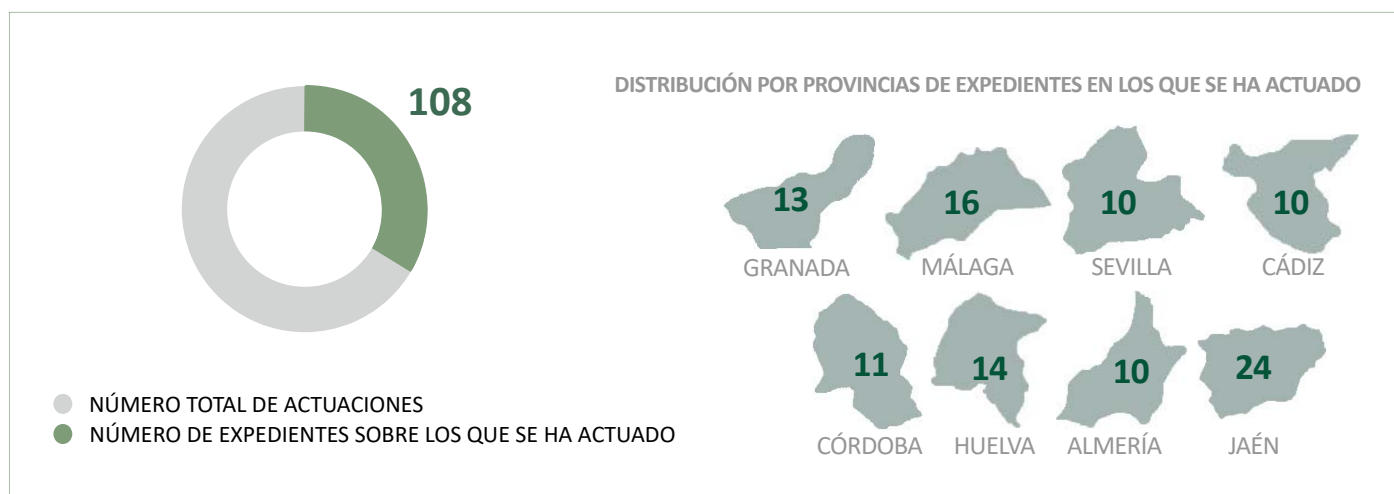 108
NÚMERO TOTAL DE ACTUACIONES
NÚMERO DE EXPEDIENTES SOBRE LOS QUE SE HA ACTUADO
DISTRIBUCIÓN POR PROVINCIAS DE EXPEDIENTES EN LOS QUE SE HA ACTUADO
13 16 10 10
GRANADA MÁLAGA SEVILLA CÁDIZ
11 14 10 24
CÓRDOBA HUELVA ALMERÍA JAÉN